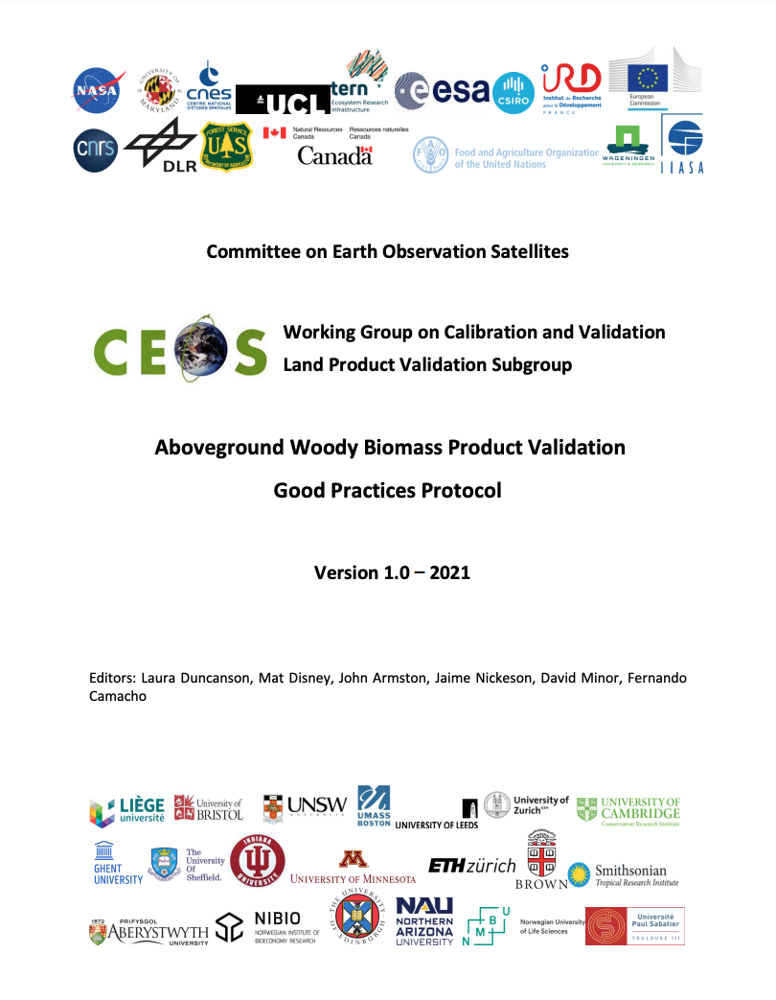 NASA
UNIVERSITY OF MARYLAND
cnes
CENTRE NATIONAL
D'ÉTUDES SPATIALES
UCL
tern
Ecosystem Research
Infrastructure
esa
CSIRO
IRD
Institut de Recherche
pour le Développement
FRANCE
European
Commission
cnrs
DLR
FOREST SERVICE
U S
DEPARTMENT OF AGRICULTURE
Natural Resources Ressources naturelles
Canada Canada
Canada
FAO
Food and Agriculture Organization
of the United Nations
WAGENINGEN
UNIVERSITY & RESEARCH
IIASA
Committee on Earth Observation Satellites
CEOS
Working Group on Calibration and Validation
Land Product Validation Subgroup
Aboveground Woody Biomass Product Validation
Good Practices Protocol
Version 1.0 – 2021
Editors: Laura Duncanson, Mat Disney, John Armston, Jaime Nickeson, David Minor, Fernando
Camacho
LIÈGE
université
University of
BRISTOL
UNSW
AUSTRALIA
UMASS
BOSTON
UNIVERSITY OF LEEDS
University of
Zurich
UZH
UNIVERSITY OF
CAMBRIDGE
Conservation Research Institute
GHENT
UNIVERSITY
The
University
Of
Sheffield.
INDIANA
UNIVERSITY
UNIVERSITY OF MINNESOTA
ETH zürich
BROWN
Smithsonian
Tropical Research Institute
1872
PRIFYSGOL
ABERYSTWYTH
UNIVERSITY
NIBIO
NORWEGIAN INSTITUTE OF
BIOECONOMY RESEARCH
THE UNIVERSITY OF EDINBURGH
NAU
NORTHERN
ARIZONA
UNIVERSITY
N M B U
Norwegian University
of Life Sciences
Université
Paul Sabatier
TOULOUSE III